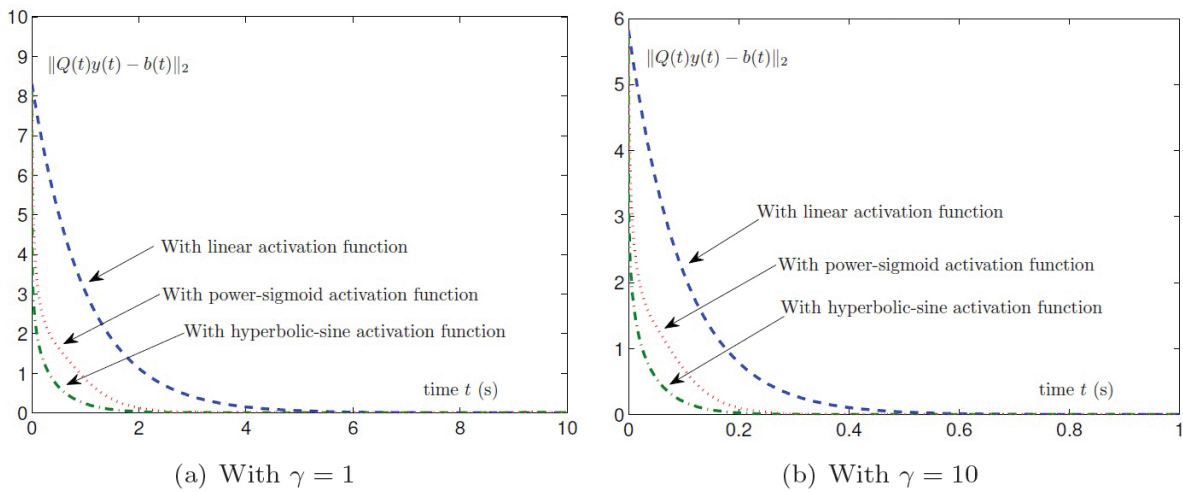 10
9
8
7
6
5
4
3
2
1
0
‖Q(t)y(t) − b(t)‖₂
With linear activation function
With power-sigmoid activation function
With hyperbolic-sine activation function
time t (s)
0 2 4 6 8 10
(a) With γ = 1
6
5
4
3
2
1
0
‖Q(t)y(t) − b(t)‖₂
With linear activation function
With power-sigmoid activation function
With hyperbolic-sine activation function
time t (s)
0 0.2 0.4 0.6 0.8 1
(b) With γ = 10